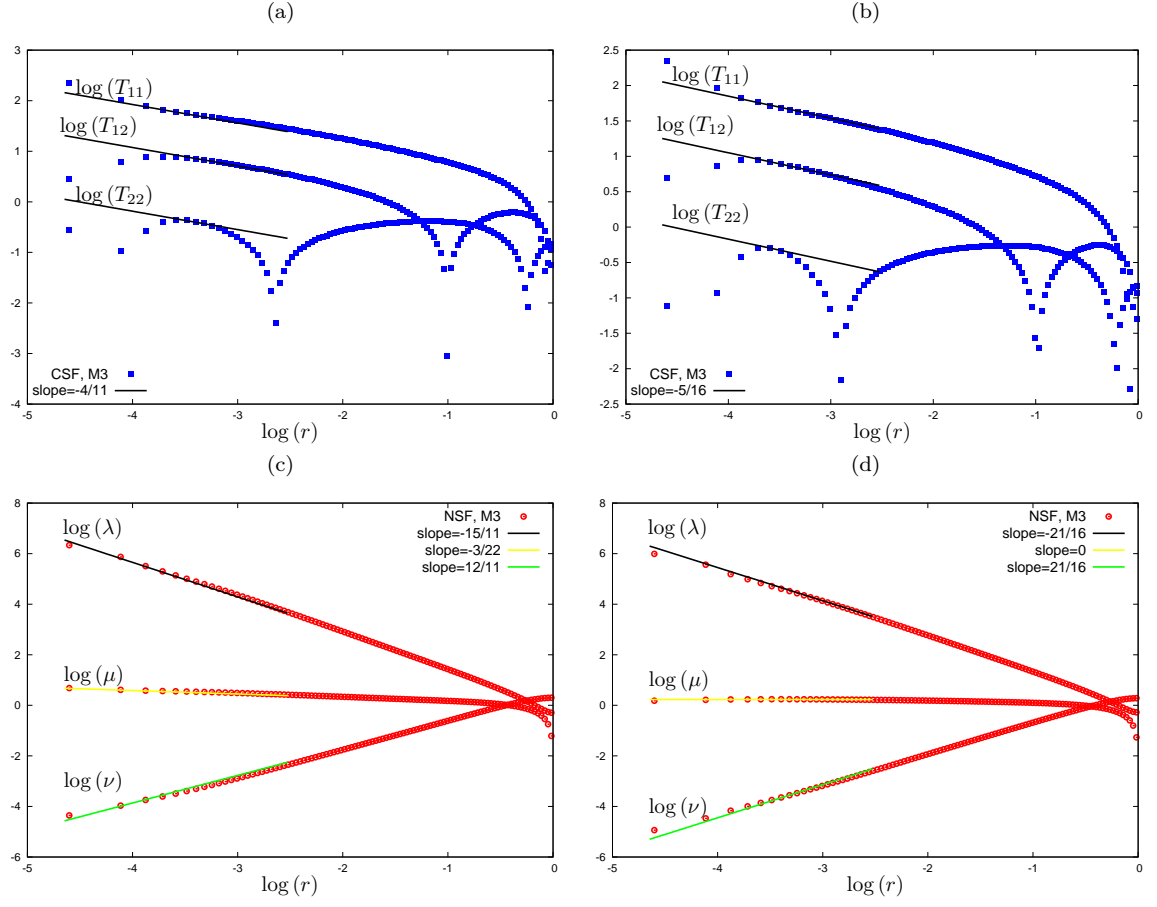 (a)
3
2
1
0
-1
-2
-3
-4
-5
-4
-3
-2
-1
0
log (T₁₁)
log (T₁₂)
log (T₂₂)
CSF, M3
slope=-4/11
log (r)
(b)
2.5
2
1.5
1
0.5
0
-0.5
-1
-1.5
-2
-2.5
-5
-4
-3
-2
-1
0
log (T₁₁)
log (T₁₂)
log (T₂₂)
CSF, M3
slope=-5/16
log (r)
(c)
8
6
4
2
0
-2
-4
-6
-5
-4
-3
-2
-1
0
log (λ)
log (μ)
log (ν)
NSF, M3
slope=-15/11
slope=-3/22
slope=12/11
log (r)
(d)
8
6
4
2
0
-2
-4
-6
-5
-4
-3
-2
-1
0
log (λ)
log (μ)
log (ν)
NSF, M3
slope=-21/16
slope=0
slope=21/16
log (r)